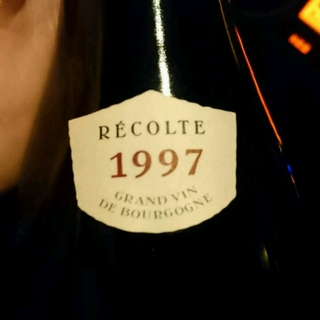 RÉCOLTE
1997
GRAND VIN
DE BOURGOGNE